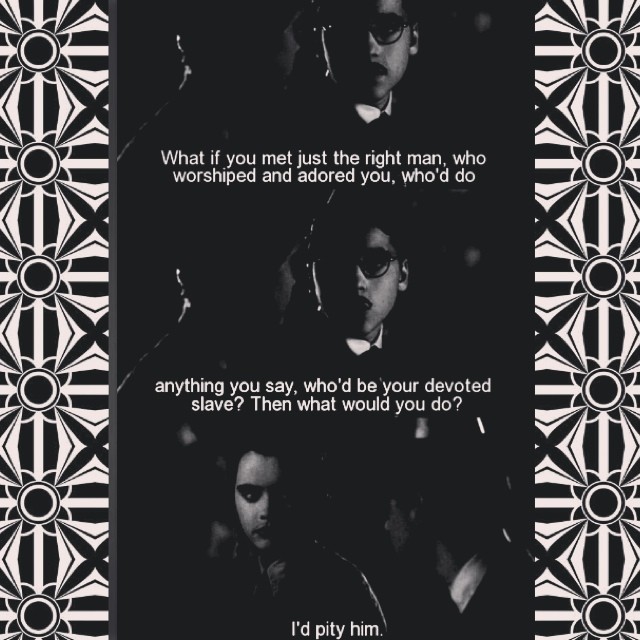 What if you met just the right man, who
worshiped and adored you, who'd do
anything you say, who'd be your devoted
slave? Then what would you do?
I'd pity him.